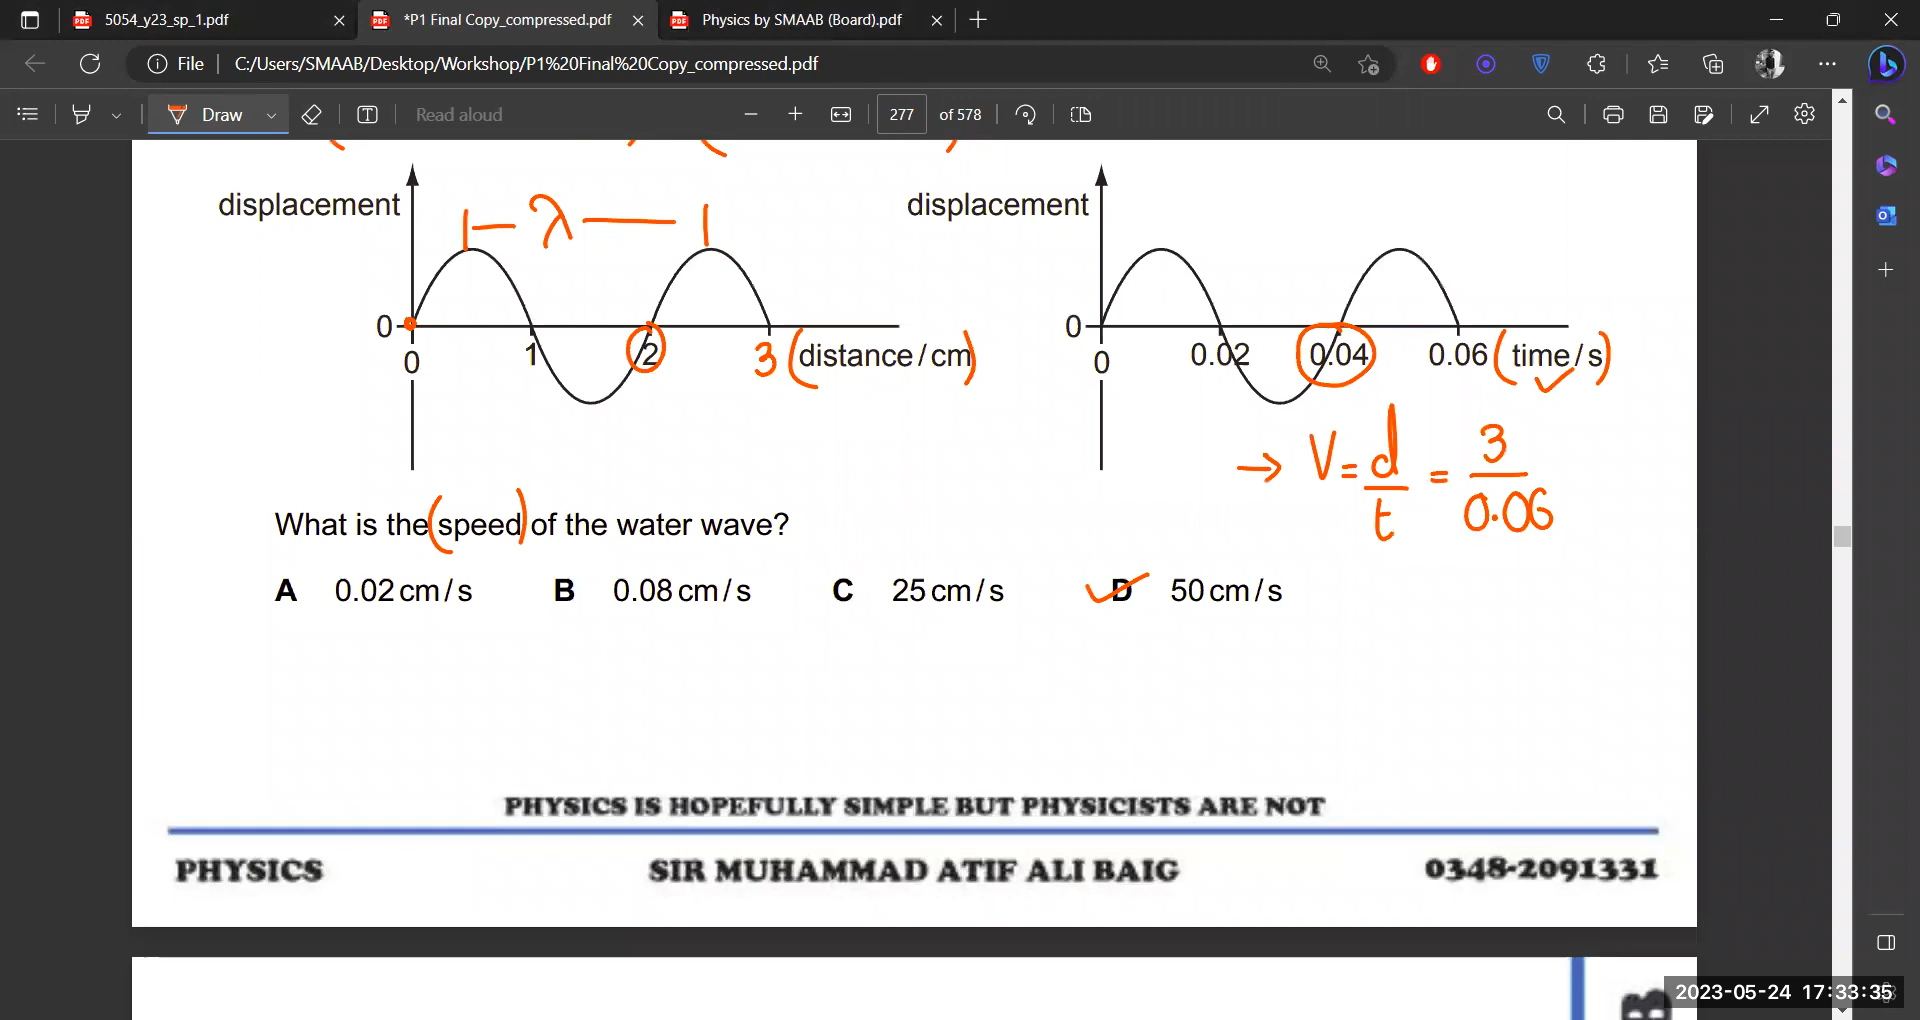 5054_y23_sp_1.pdf
*P1 Final Copy_compressed.pdf
Physics by SMAAB (Board).pdf
File
C:/Users/SMAAB/Desktop/Workshop/P1%20Final%20Copy_compressed.pdf
Draw
Read aloud
277
of 578
displacement
λ
0
0
1
2
3
(distance / cm)
displacement
0
0
0.02
0.04
0.06
(time / s)
→ V = d/t = 3/0.06
What is the (speed) of the water wave?
A 0.02 cm / s B 0.08 cm / s C 25 cm / s D 50 cm / s
PHYSICS IS HOPEFULLY SIMPLE BUT PHYSICISTS ARE NOT
PHYSICS SIR MUHAMMAD ATIF ALI BAIG 0348-2091331
2023-05-24 17:33:35